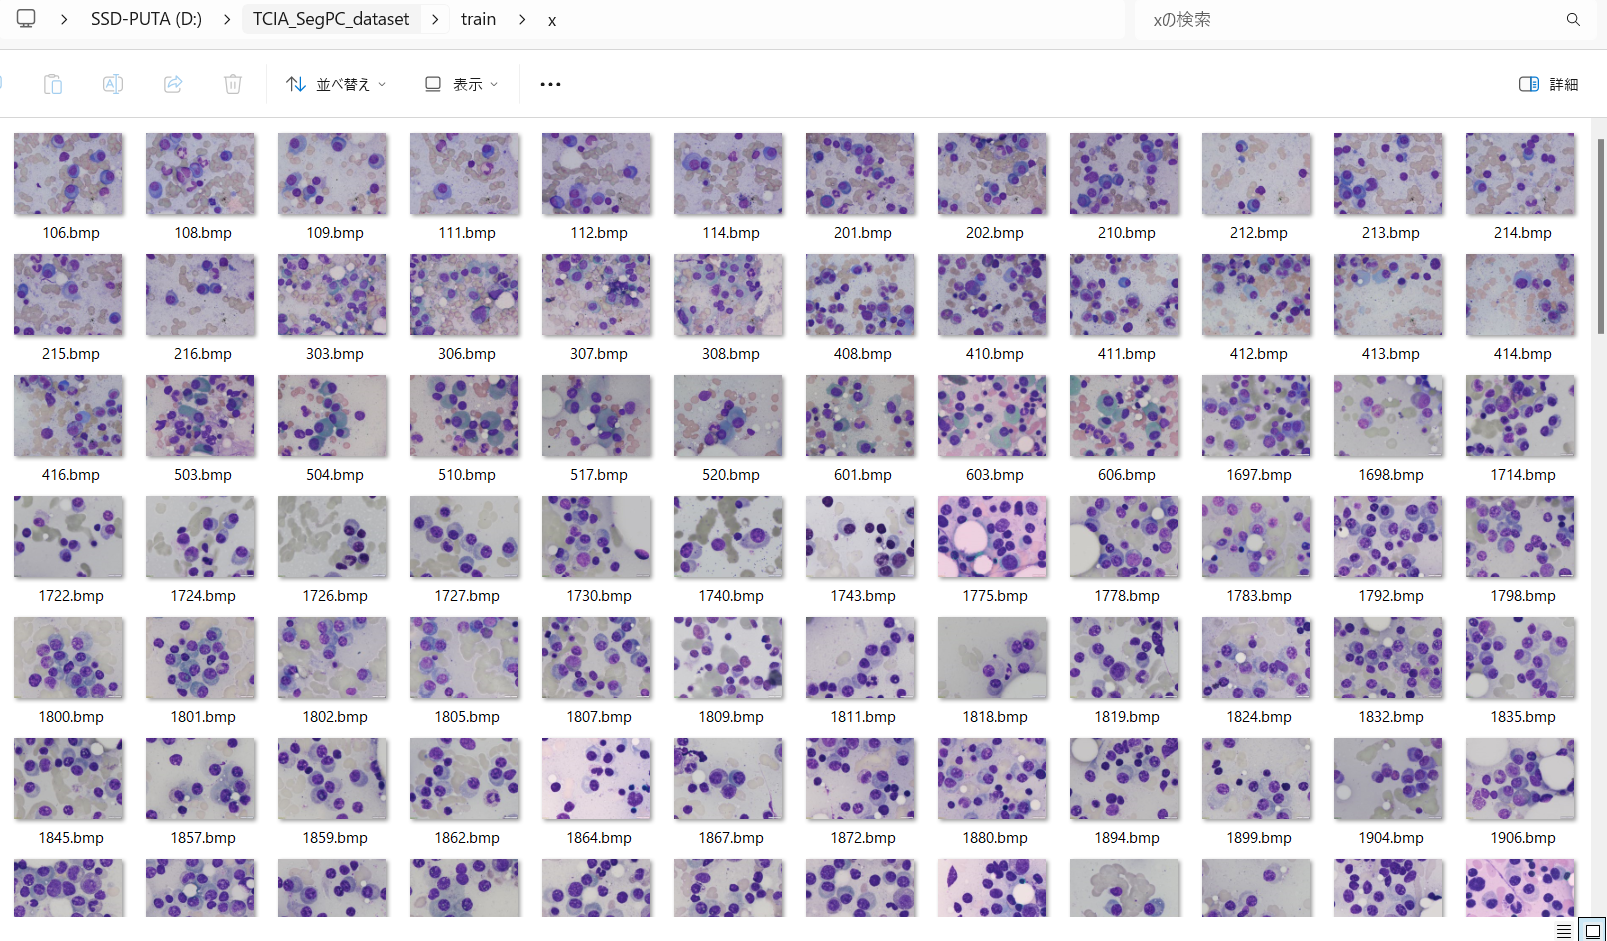 SSD-PUTA (D:) > TCIA_SegPC_dataset > train > x
xの検索
並べ替え 表示 詳細
106.bmp 108.bmp 109.bmp 111.bmp 112.bmp 114.bmp 201.bmp 202.bmp 210.bmp 212.bmp 213.bmp 214.bmp
215.bmp 216.bmp 303.bmp 306.bmp 307.bmp 308.bmp 408.bmp 410.bmp 411.bmp 412.bmp 413.bmp 414.bmp
416.bmp 503.bmp 504.bmp 510.bmp 517.bmp 520.bmp 601.bmp 603.bmp 606.bmp 1697.bmp 1698.bmp 1714.bmp
1722.bmp 1724.bmp 1726.bmp 1727.bmp 1730.bmp 1740.bmp 1743.bmp 1775.bmp 1778.bmp 1783.bmp 1792.bmp 1798.bmp
1800.bmp 1801.bmp 1802.bmp 1805.bmp 1807.bmp 1809.bmp 1811.bmp 1818.bmp 1819.bmp 1824.bmp 1832.bmp 1835.bmp
1845.bmp 1857.bmp 1859.bmp 1862.bmp 1864.bmp 1867.bmp 1872.bmp 1880.bmp 1894.bmp 1899.bmp 1904.bmp 1906.bmp